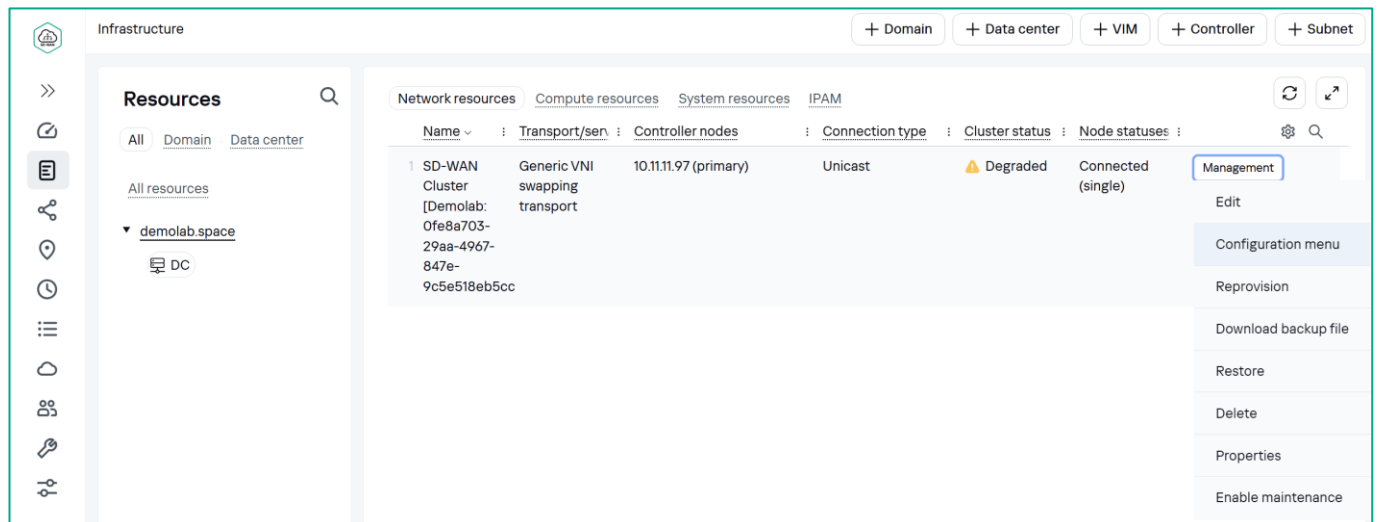 Infrastructure
+ Domain
+ Data center
+ VIM
+ Controller
+ Subnet
Resources
All
Domain
Data center
All resources
demolab.space
DC
Network resources
Compute resources
System resources
IPAM
Name
Transport/serv
Controller nodes
Connection type
Cluster status
Node statuses
1
SD-WAN
Cluster
[Demolab:
0fe8a703-
29aa-4967-
847e-
9c5e518eb5cc
Generic VNI
swapping
transport
10.11.11.97 (primary)
Unicast
Degraded
Connected
(single)
Management
Edit
Configuration menu
Reprovision
Download backup file
Restore
Delete
Properties
Enable maintenance